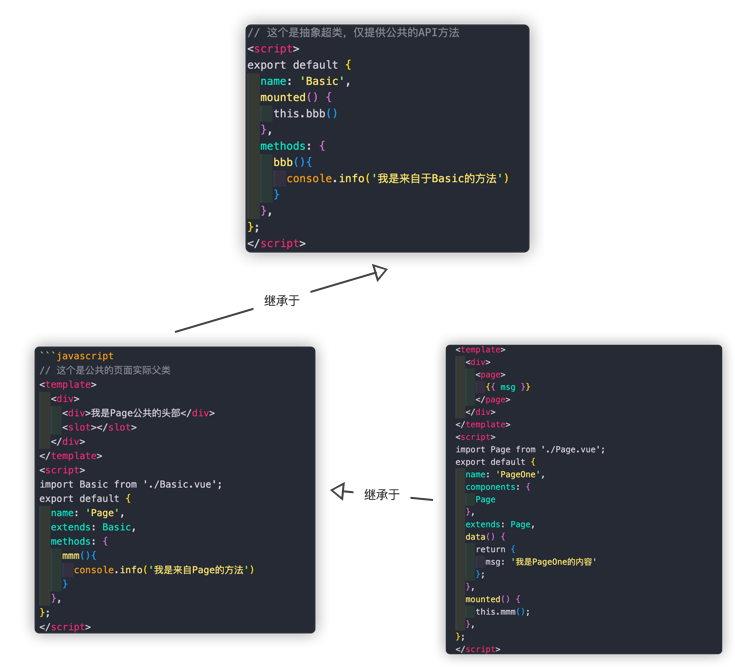 // 这个是抽象超类，仅提供公共的API方法
<script>
export default {
  name: 'Basic',
  mounted() {
    this.bbb()
  },
  methods: {
    bbb(){
      console.info('我是来自于Basic的方法')
    }
  },
};
</script>
继承于
```javascript
// 这个是公共的页面实际父类
<template>
  <div>
    <div>我是Page公共的头部</div>
    <slot></slot>
  </div>
</template>
<script>
import Basic from './Basic.vue';
export default {
  name: 'Page',
  extends: Basic,
  methods: {
    mmm(){
      console.info('我是来自Page的方法')
    }
  },
};
</script>
继承于
<template>
  <div>
    <page>
      {{ msg }}
    </page>
  </div>
</template>
<script>
import Page from './Page.vue';
export default {
  name: 'PageOne',
  components: {
    Page
  },
  extends: Page,
  data() {
    return {
      msg: '我是PageOne的内容'
    };
  },
  mounted() {
    this.mmm();
  },
};
</script>